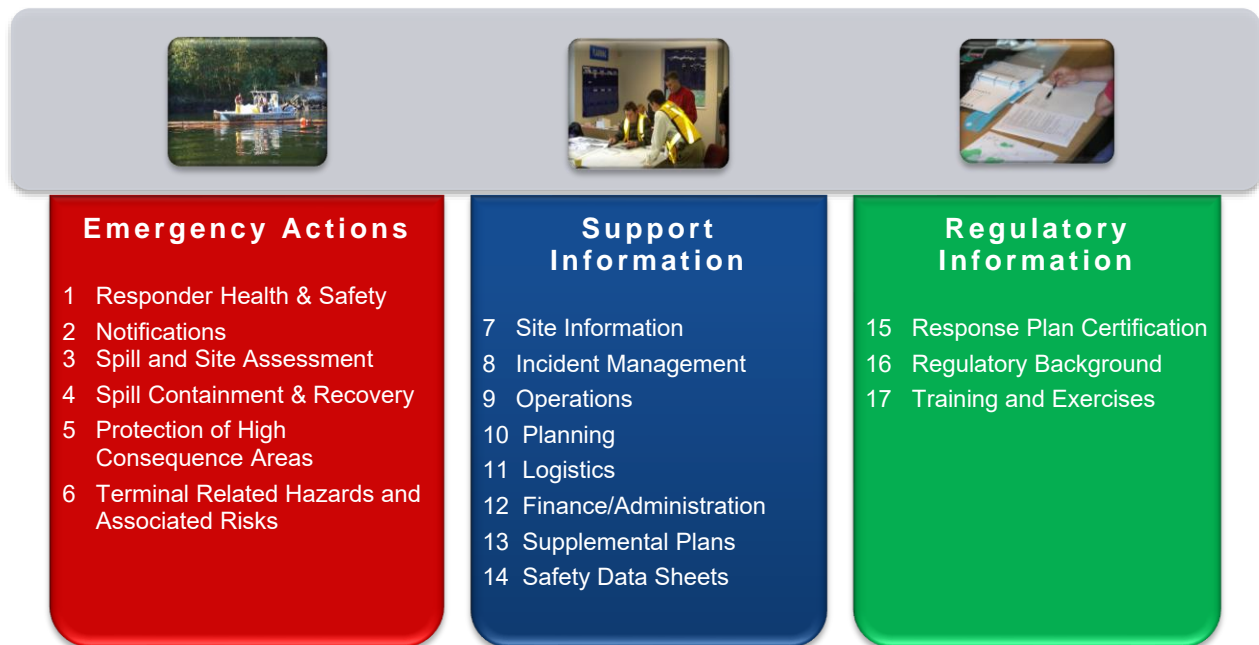 Emergency Actions
1 Responder Health & Safety
2 Notifications
3 Spill and Site Assessment
4 Spill Containment & Recovery
5 Protection of High
Consequence Areas
6 Terminal Related Hazards and
Associated Risks
Support
Information
7 Site Information
8 Incident Management
9 Operations
10 Planning
11 Logistics
12 Finance/Administration
13 Supplemental Plans
14 Safety Data Sheets
Regulatory
Information
15 Response Plan Certification
16 Regulatory Background
17 Training and Exercises